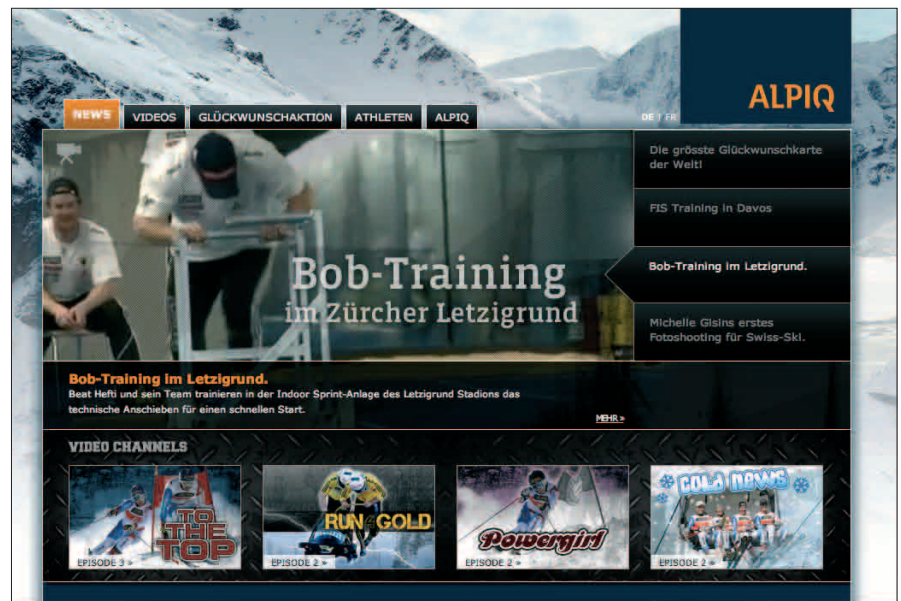 ALPIQ
NEWS
VIDEOS
GLÜCKWUNSCHAKTION
ATHLETEN
ALPIQ
DE | FR
Bob-Training
im Zürcher Letzigrund
Die grösste Glückwunschkarte
der Welt!
FIS Training in Davos
Bob-Training im Letzigrund.
Michelle Gisins erstes
Fotoshooting für Swiss-Ski.
Bob-Training im Letzigrund.
Beat Hefti und sein Team trainieren in der Indoor Sprint-Anlage des Letzigrund Stadions das
technische Anschieben für einen schnellen Start.
MEHR »
VIDEO CHANNELS
TO
THE
TOP
EPISODE 3 »
RUN4GOLD
EPISODE 2 »
Powergirl
EPISODE 2 »
COLD NEWS
EPISODE 2 »